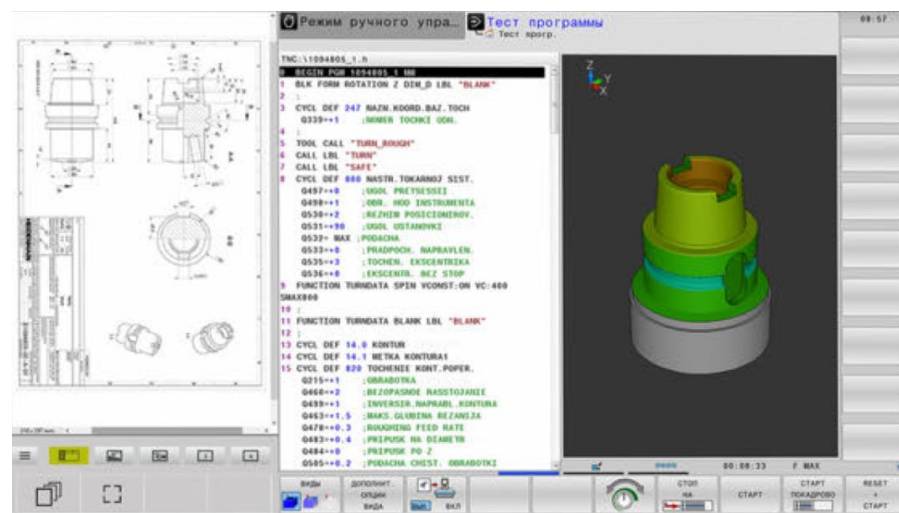 Режим ручного упра…
Тест программы
Тест прогр.
09:57
TNC:\1094805_1.h
0 BEGIN PGM 1094805_1 MM
1 BLK FORM ROTATION Z DIM_D LBL "BLANK"
2 ;
3 CYCL DEF 247 NAZN.KOORD.BAZ.TOCH
Q339=+1 ;NOMER TOCHKI ODN.
4 ;
5 TOOL CALL "TURN_ROUGH"
6 CALL LBL "TURN"
7 CALL LBL "SAFE"
8 CYCL DEF 800 NASTR.TOKARNOJ SIST.
Q497=+0 ;UGOL PRETSESSII
Q498=+1 ;OBR. HOD INSTRUMENTA
Q530=+2 ;REZHIM POSICIONIROV.
Q531=+90 ;UGOL USTANOVKI
Q532= MAX ;PODACHA
Q533=+0 ;PRADPOCH. NAPRAVLEN.
Q535=+3 ;TOCHEN. EKSCENTRIKA
Q536=+0 ;EKSCENTR. BEZ STOP
9 FUNCTION TURNDATA SPIN VCONST:ON VC:400
SMAX800
10 ;
11 FUNCTION TURNDATA BLANK LBL "BLANK"
12 ;
13 CYCL DEF 14.0 KONTUR
14 CYCL DEF 14.1 METKA KONTURA1
15 CYCL DEF 820 TOCHENIE KONT.POPER.
Q215=+1 ;OBRABOTKA
Q460=+2 ;BEZOPASNOE RASSTOJANIE
Q499=+1 ;INVERSIR.NAPRABL.KONTURA
Q463=+1.5 ;MAKS.GLUBINA REZANIJA
Q478=+0.3 ;ROUGHING FEED RATE
Q483=+0.4 ;PRIPUSK NA DIAMETR
Q484=+0 ;PRIPUSK PO Z
Q505=+0.2 ;PODACHA CHIST. OBRABOTKI
Z
Y
X
00:08:33 F MAX
ВИДЫ
ДОПОЛНИТ.
ОПЦИИ
ВИДА
ВЫКЛ ВКЛ
СТОП
НА
СТАРТ
СТАРТ
ПОКАДРОВО
RESET
+
СТАРТ